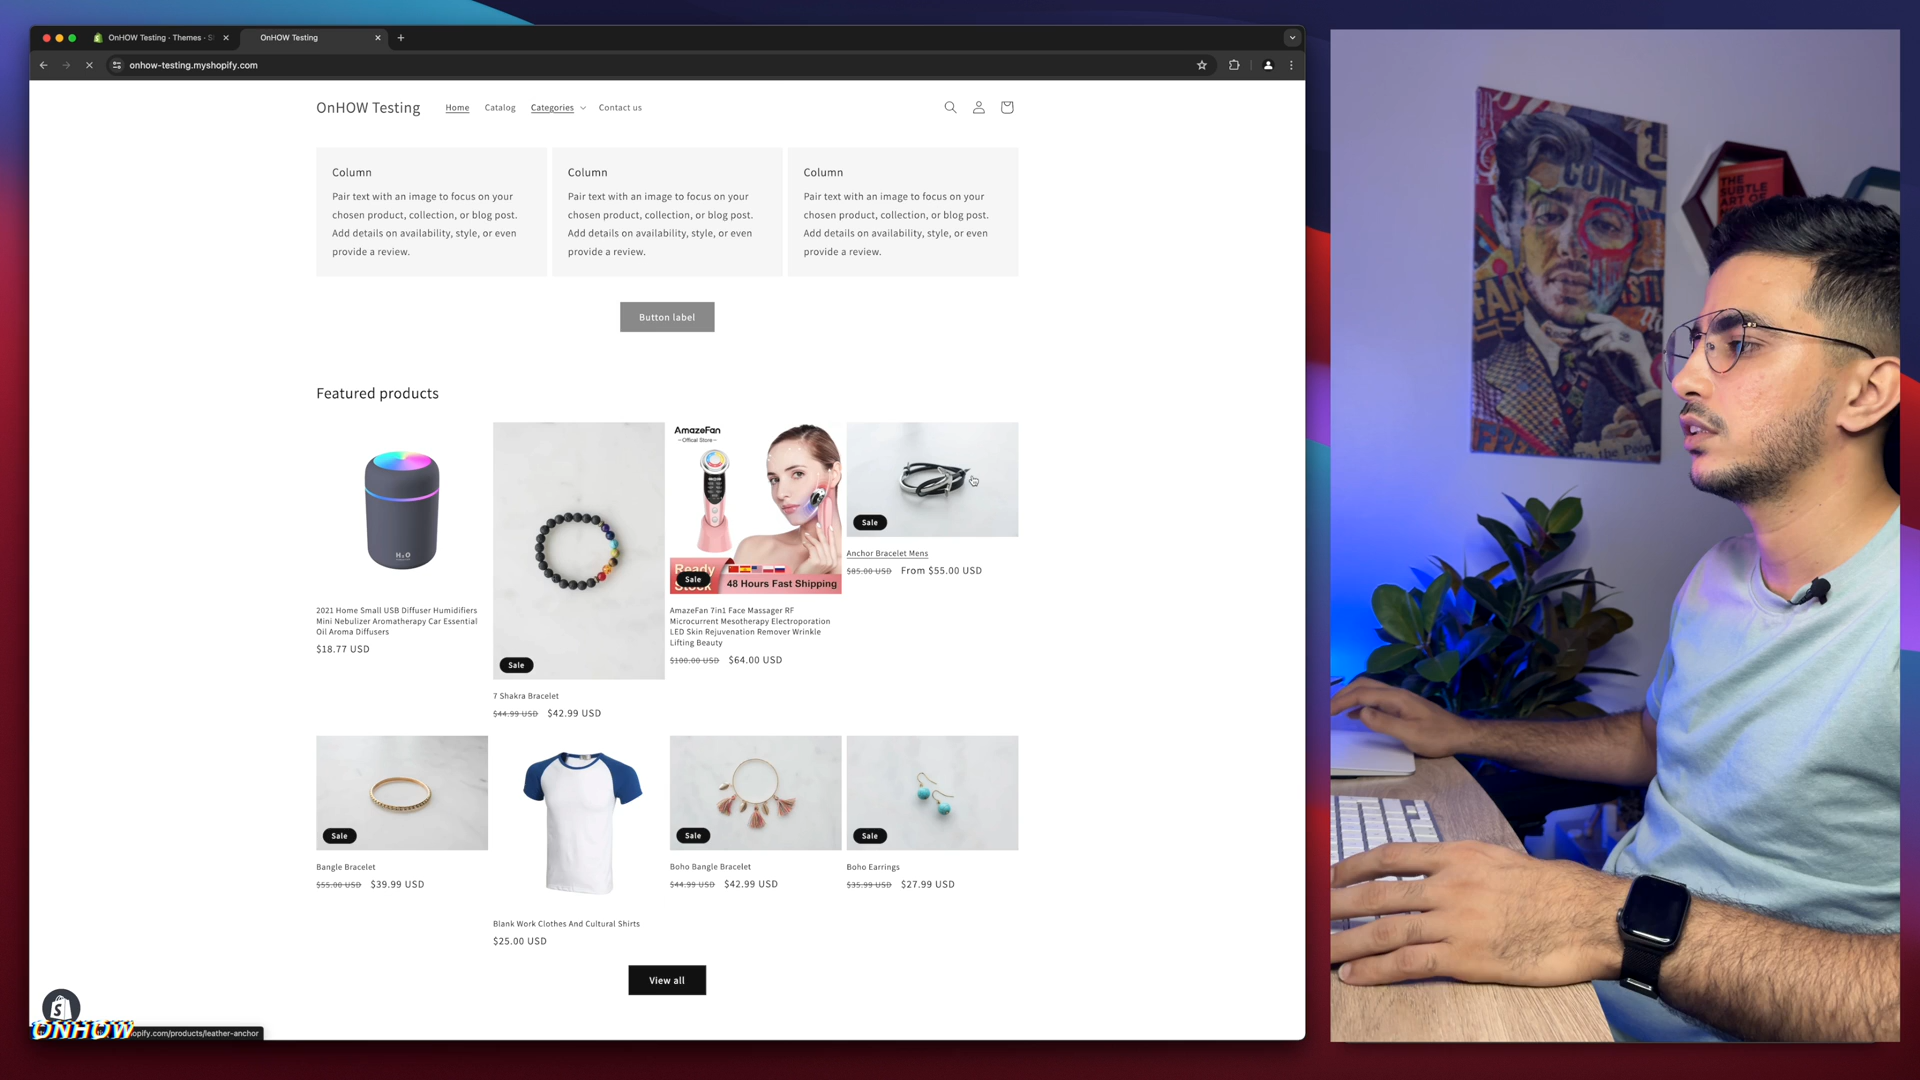 OnHOW Testing · Themes · S
OnHOW Testing
onhow-testing.myshopify.com
OnHOW Testing
Home
Catalog
Categories
Contact us
Column
Pair text with an image to focus on your
chosen product, collection, or blog post.
Add details on availability, style, or even
provide a review.
Column
Pair text with an image to focus on your
chosen product, collection, or blog post.
Add details on availability, style, or even
provide a review.
Column
Pair text with an image to focus on your
chosen product, collection, or blog post.
Add details on availability, style, or even
provide a review.
Button label
Featured products
H₂O
2021 Home Small USB Diffuser Humidifiers
Mini Nebulizer Aromatherapy Car Essential
Oil Aroma Diffusers
$18.77 USD
Sale
7 Shakra Bracelet
$44.99 USD $42.99 USD
AmazeFan
Offical Store
Ready
Stock
48 Hours Fast Shipping
Sale
AmazeFan 7in1 Face Massager RF
Microcurrent Mesotherapy Electroporation
LED Skin Rejuvenation Remover Wrinkle
Lifting Beauty
$100.00 USD $64.00 USD
Sale
Anchor Bracelet Mens
$85.00 USD From $55.00 USD
Sale
Bangle Bracelet
$55.00 USD $39.99 USD
Blank Work Clothes And Cultural Shirts
$25.00 USD
Sale
Boho Bangle Bracelet
$44.99 USD $42.99 USD
Sale
Boho Earrings
$35.99 USD $27.99 USD
View all
ONHOW
opify.com/products/leather-anchor
COME
FAN
the People
THE
SUBTLE
ART OF